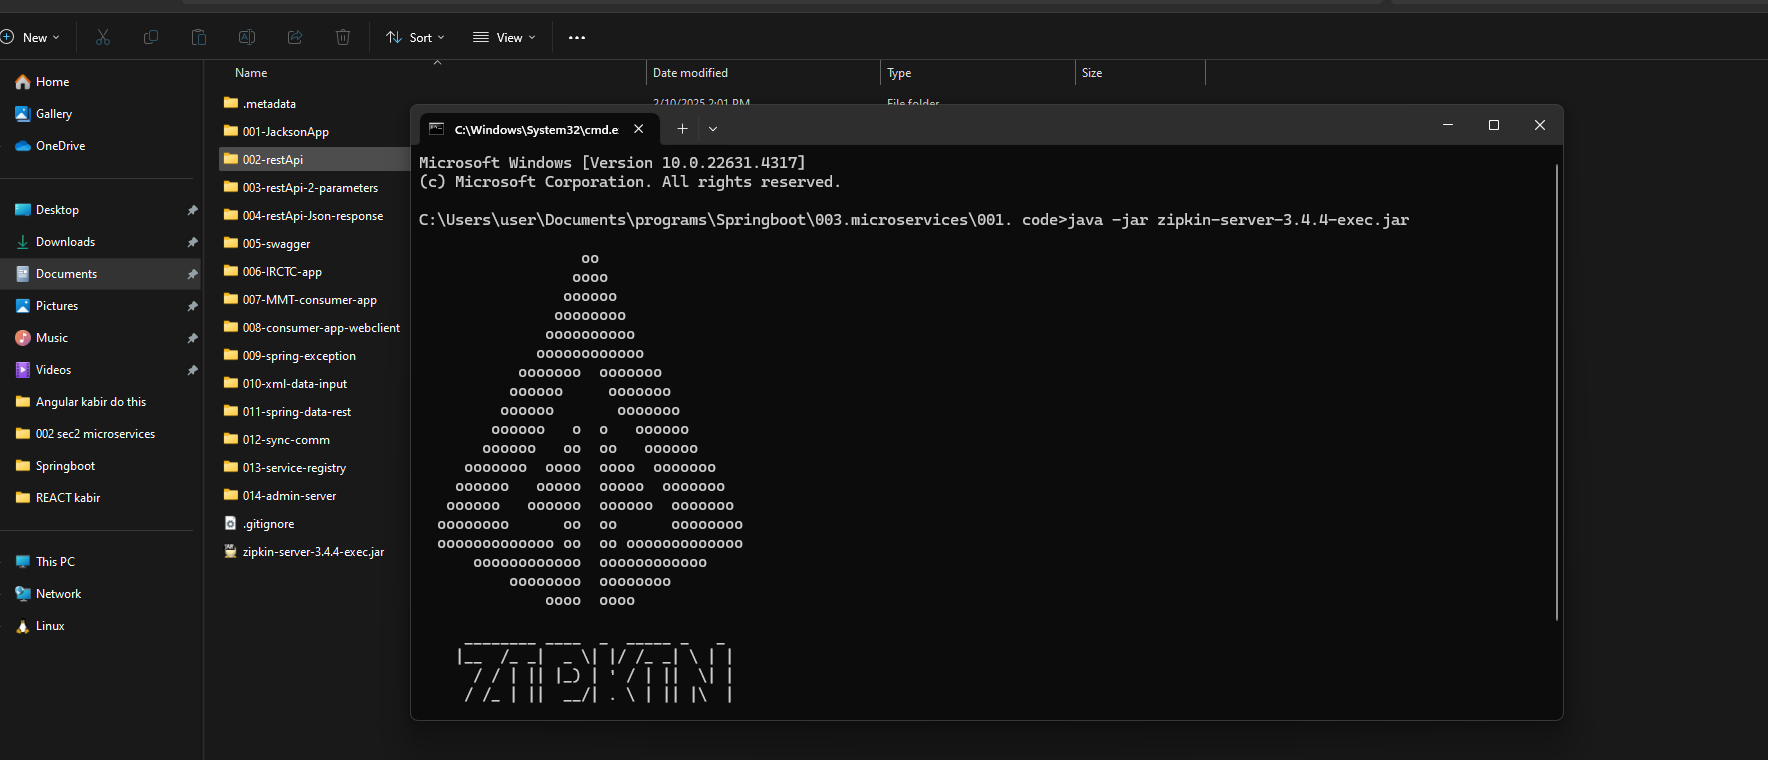 New
Sort
View
Name
Date modified
Type
Size
Home
Gallery
OneDrive
Desktop
Downloads
Documents
Pictures
Music
Videos
Angular kabir do this
002 sec2 microservices
Springboot
REACT kabir
This PC
Network
Linux
.metadata
2/10/2025 2:01 PM
File folder
001-JacksonApp
002-restApi
003-restApi-2-parameters
004-restApi-Json-response
005-swagger
006-IRCTC-app
007-MMT-consumer-app
008-consumer-app-webclient
009-spring-exception
010-xml-data-input
011-spring-data-rest
012-sync-comm
013-service-registry
014-admin-server
.gitignore
zipkin-server-3.4.4-exec.jar
C:\Windows\System32\cmd.e
Microsoft Windows [Version 10.0.22631.4317]
(c) Microsoft Corporation. All rights reserved.
C:\Users\user\Documents\programs\Springboot\003.microservices\001. code>java -jar zipkin-server-3.4.4-exec.jar
oo
oooo
oooooo
oooooooo
oooooooooo
oooooooooooo
ooooooo  ooooooo
oooooo     ooooooo
oooooo       ooooooo
oooooo   o  o   oooooo
oooooo   oo  oo   oooooo
ooooooo  oooo  oooo  ooooooo
oooooo   ooooo  ooooo  ooooooo
oooooo   oooooo  oooooo  ooooooo
oooooooo      oo  oo      oooooooo
ooooooooooooo oo  oo ooooooooooooo
oooooooooooo  oooooooooooo
oooooooo  oooooooo
oooo  oooo
________ ____  _  _____ _   _
|__  /_ _|  _ \| |/ /_ _| \ | |
/ / | || |_) | ' / | ||  \| |
/ /_ | ||  __/| . \ | || |\  |